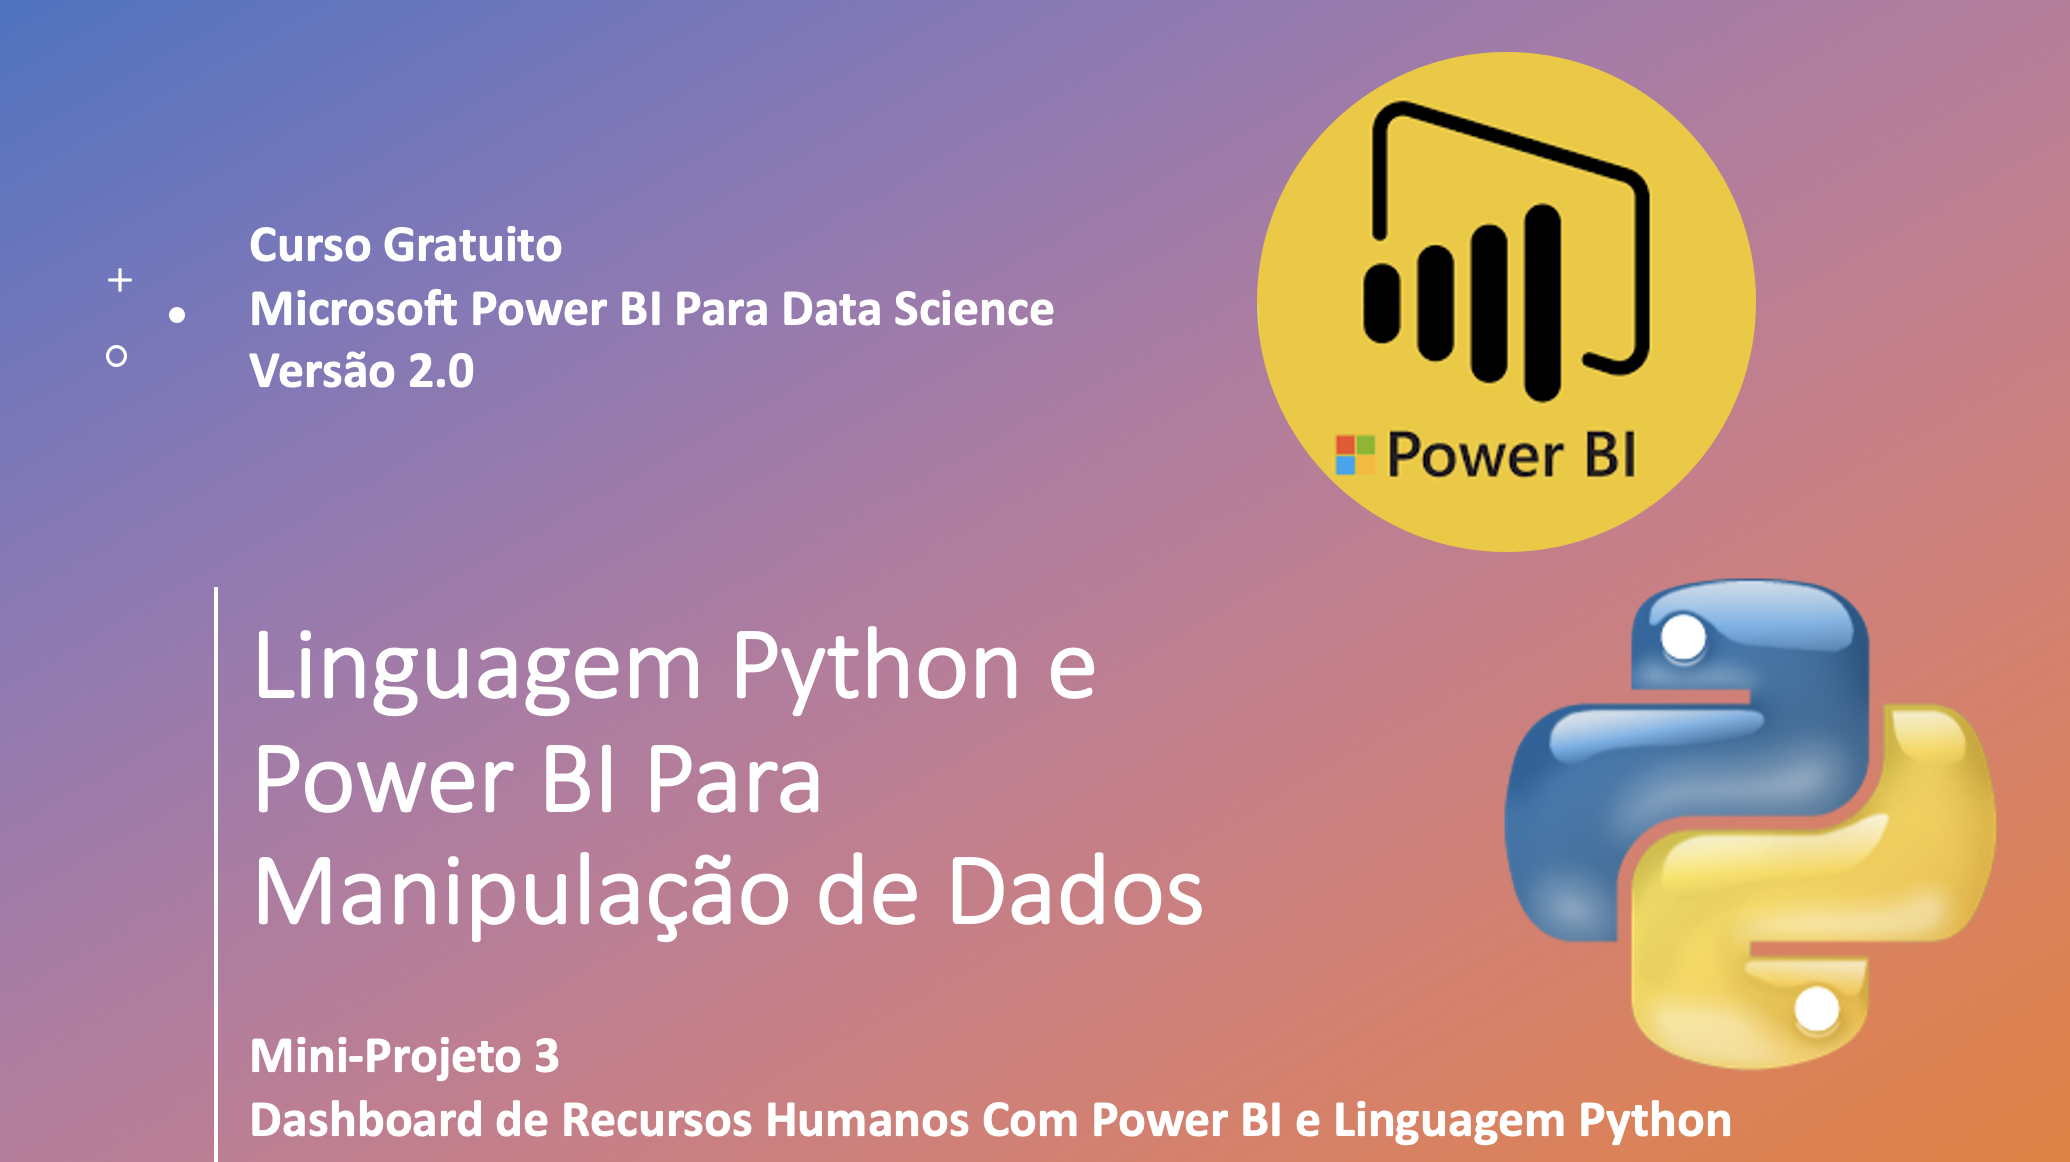 Curso Gratuito
Microsoft Power BI Para Data Science
Versão 2.0
Power BI
Linguagem Python e
Power BI Para
Manipulação de Dados
Mini-Projeto 3
Dashboard de Recursos Humanos Com Power BI e Linguagem Python